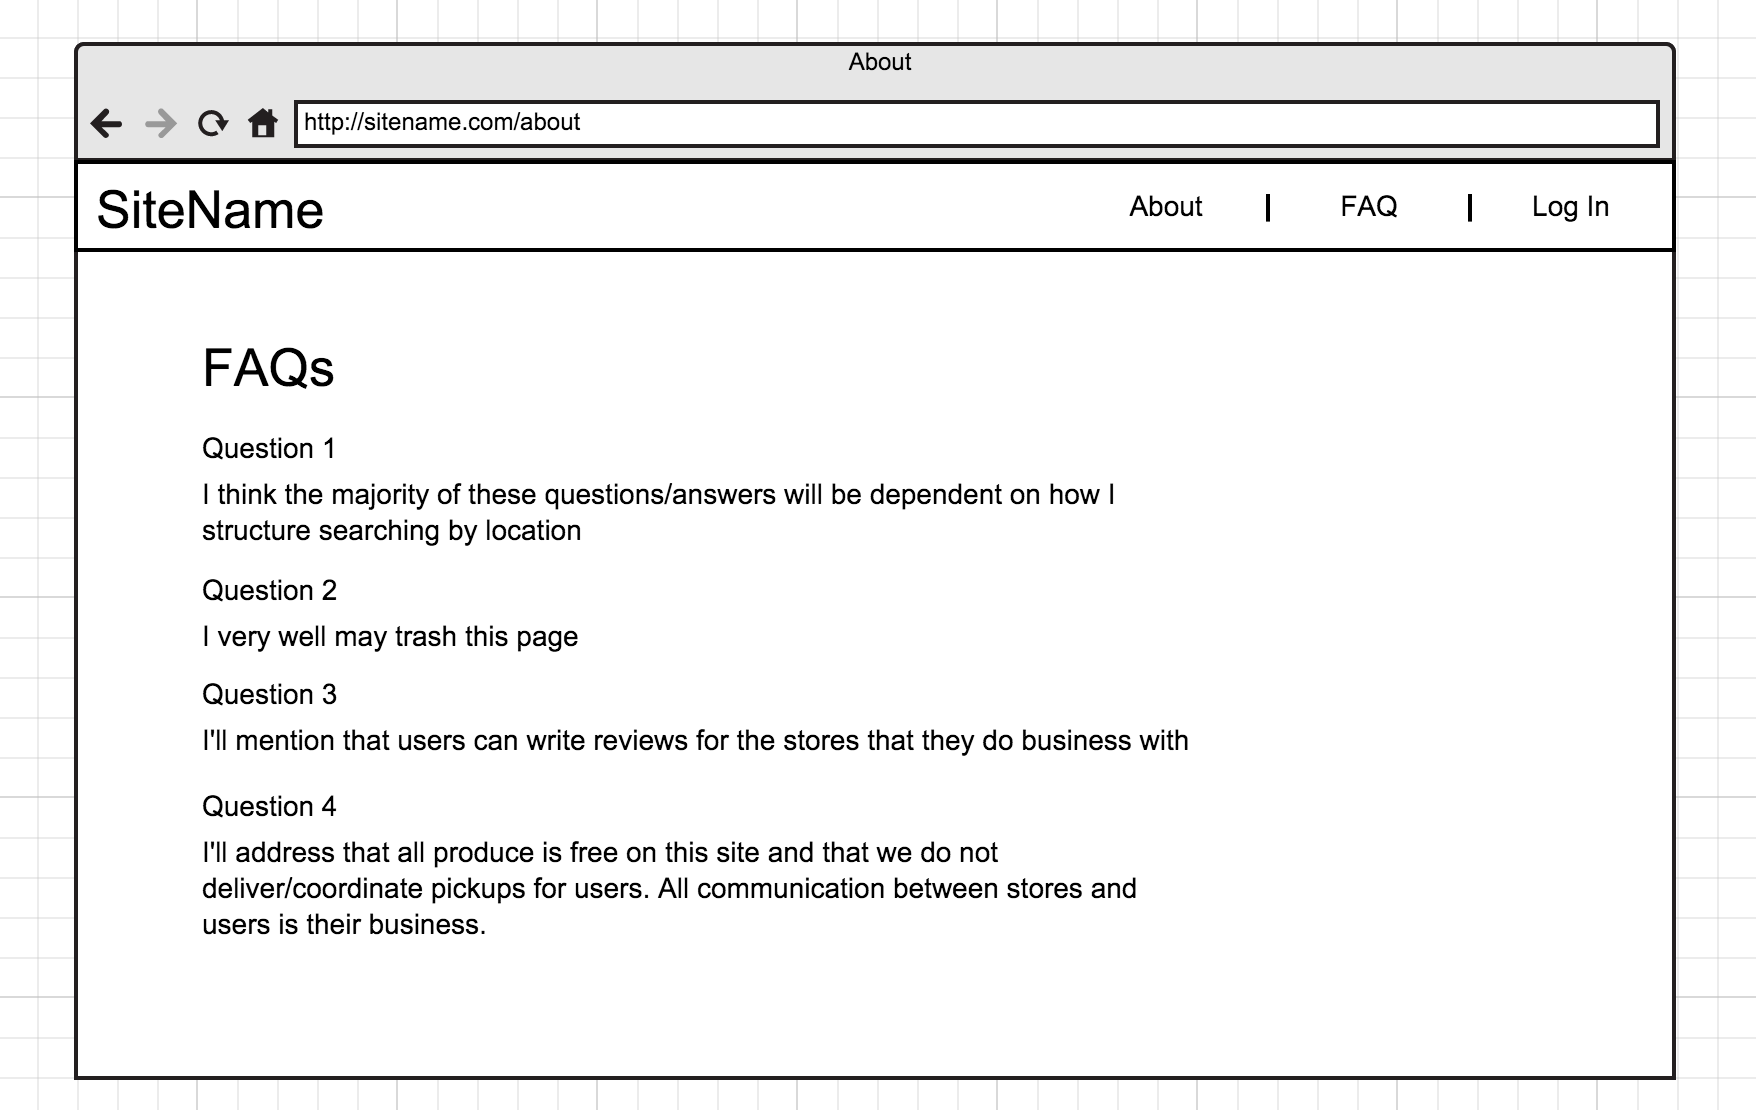 About
http://sitename.com/about
SiteName
About | FAQ | Log In
FAQs
Question 1
I think the majority of these questions/answers will be dependent on how I
structure searching by location
Question 2
I very well may trash this page
Question 3
I'll mention that users can write reviews for the stores that they do business with
Question 4
I'll address that all produce is free on this site and that we do not
deliver/coordinate pickups for users. All communication between stores and
users is their business.